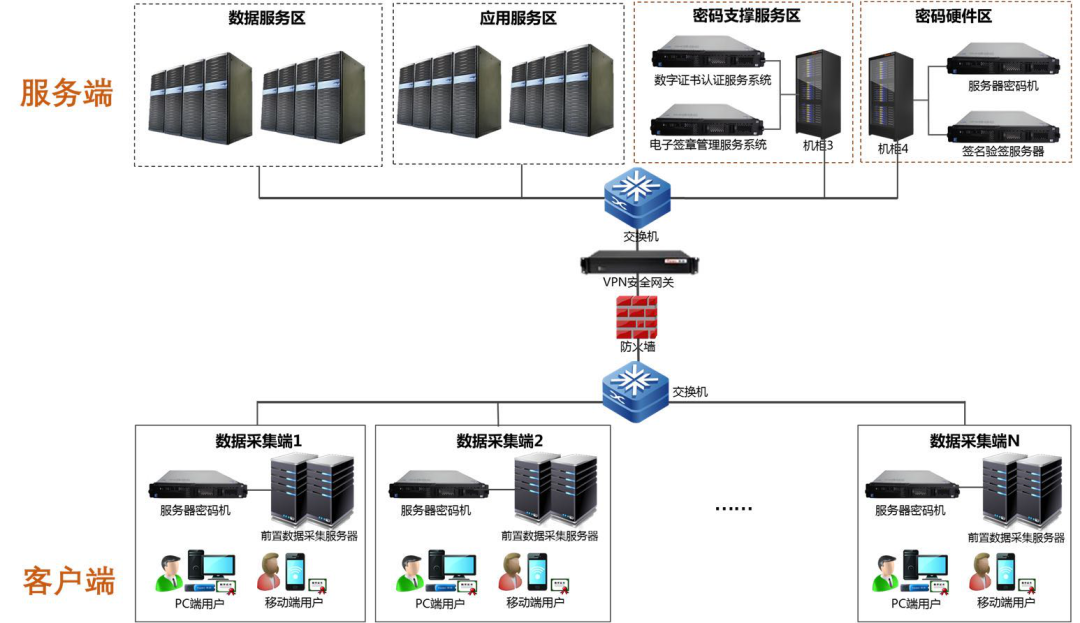 数据服务区
应用服务区
密码支撑服务区
密码硬件区
服务端
数字证书认证服务系统
电子签章管理服务系统
机柜3
机柜4
服务器密码机
签名验签服务器
交换机
VPN安全网关
防火墙
交换机
数据采集端1
服务器密码机
前置数据采集服务器
PC端用户
移动端用户
数据采集端2
服务器密码机
前置数据采集服务器
PC端用户
移动端用户
······
数据采集端N
服务器密码机
前置数据采集服务器
PC端用户
移动端用户
客户端